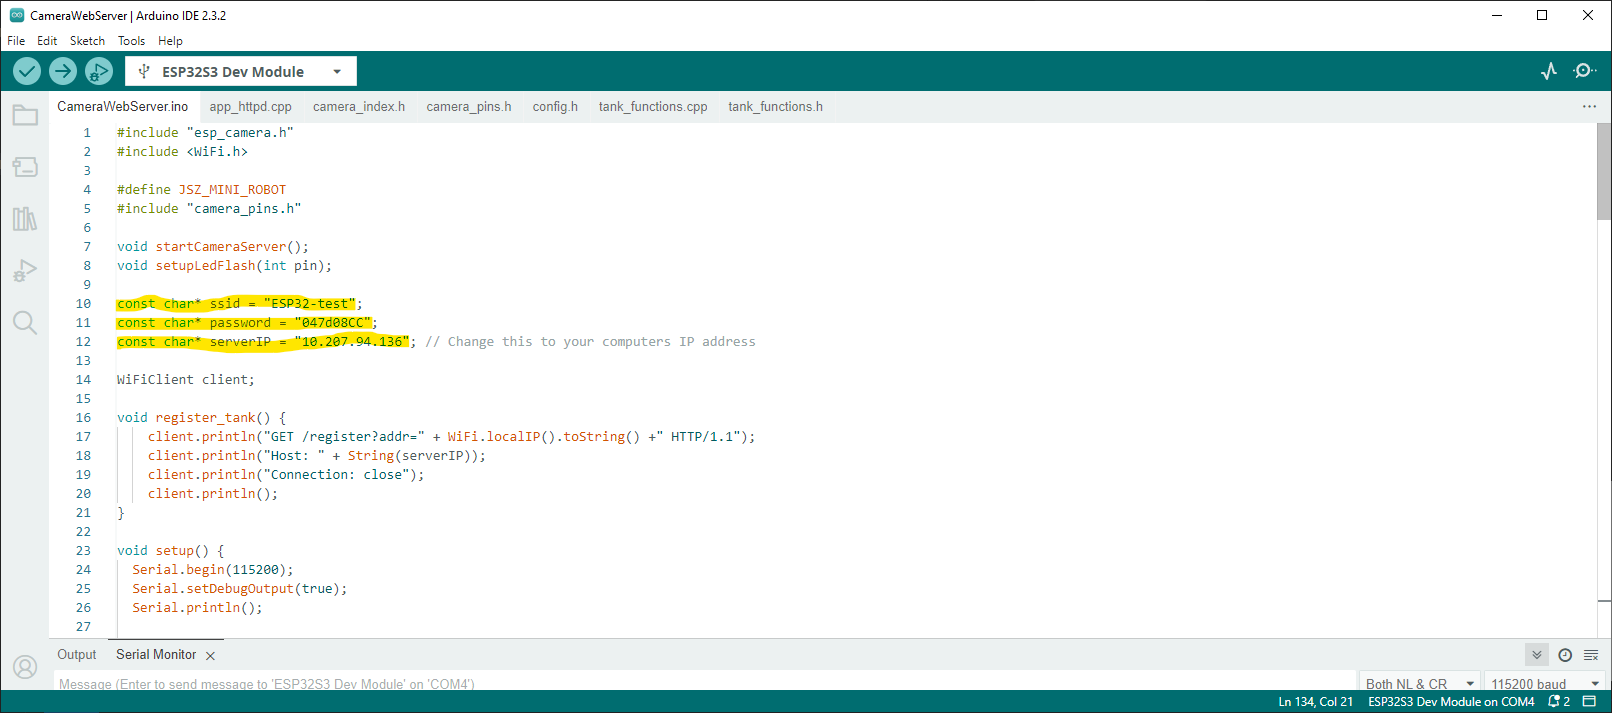 CameraWebServer | Arduino IDE 2.3.2
File Edit Sketch Tools Help
ESP32S3 Dev Module
CameraWebServer.ino app_httpd.cpp camera_index.h camera_pins.h config.h tank_functions.cpp tank_functions.h ...
1 #include "esp_camera.h"
2 #include <WiFi.h>
3
4 #define JSZ_MINI_ROBOT
5 #include "camera_pins.h"
6
7 void startCameraServer();
8 void setupLedFlash(int pin);
9
10 const char* ssid = "ESP32-test";
11 const char* password = "047d08CC";
12 const char* serverIP = "10.207.94.136"; // Change this to your computers IP address
13
14 WiFiClient client;
15
16 void register_tank() {
17 client.println("GET /register?addr=" + WiFi.localIP().toString() +" HTTP/1.1");
18 client.println("Host: " + String(serverIP));
19 client.println("Connection: close");
20 client.println();
21 }
22
23 void setup() {
24 Serial.begin(115200);
25 Serial.setDebugOutput(true);
26 Serial.println();
27
Output Serial Monitor
Message (Enter to send message to 'ESP32S3 Dev Module' on 'COM4') Both NL & CR 115200 baud
Ln 134, Col 21 ESP32S3 Dev Module on COM4 2